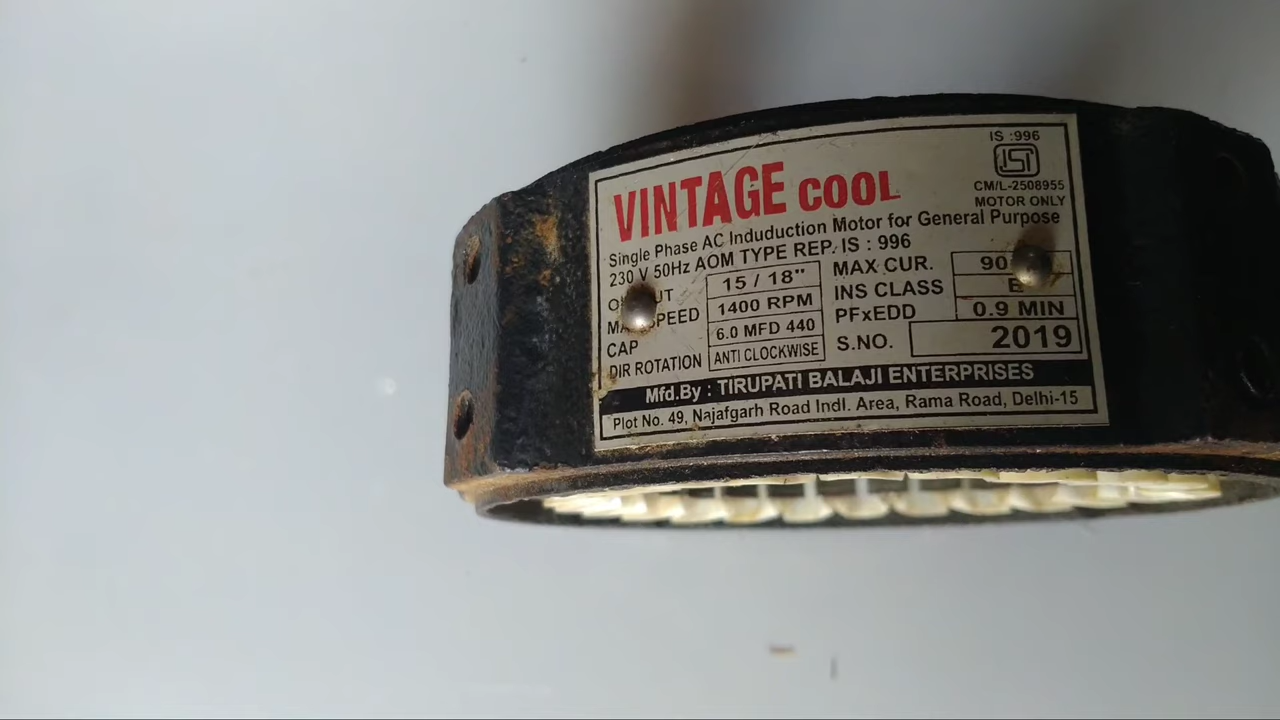 IS :996
ISI
CM/L-2508955
MOTOR ONLY
VINTAGE COOL
Single Phase AC Induduction Motor for General Purpose
230 V 50Hz AOM TYPE REP. IS : 996
15 / 18" MAX CUR. 90
1400 RPM INS CLASS
CAP 6.0 MFD 440 PFxEDD 0.9 MIN
DIR ROTATION ANTI CLOCKWISE S.NO. 2019
Mfd.By : TIRUPATI BALAJI ENTERPRISES
Plot No. 49, Najafgarh Road Indl. Area, Rama Road, Delhi-15